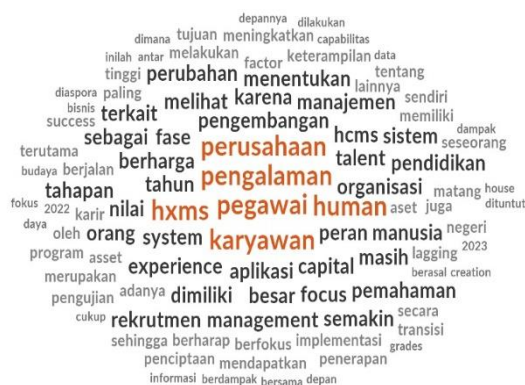 depannya dilakukan
dimana tujuan meningkatkan capabilitas
inilah antar melakukan factor keterampilan data
tinggi perubahan menentukan tentang
diaspora paling melihat karena manajemen lainnya sendiri
bisnis terkait pengembangan memiliki
success sebagai fase perusahaan hcms sistem dampak
terutama berharga talent pendidikan seseorang
budaya berjalan tahun pengalaman organisasi
tahapan matang house
fokus 2022 karir nilai hxms pegawai human aset juga dituntut
daya oleh orang system karyawan peran manusia negeri
program asset masih lagging 2023
merupakan experience aplikasi capital berasal creation
pengujian adanya dimiliki besar focus pemahaman
cukup rekrutmen management semakin secara
sehingga berharap berfokus implementasi transisi
penciptaan mendapatkan penerapan grades
informasi berdampak bersama depan